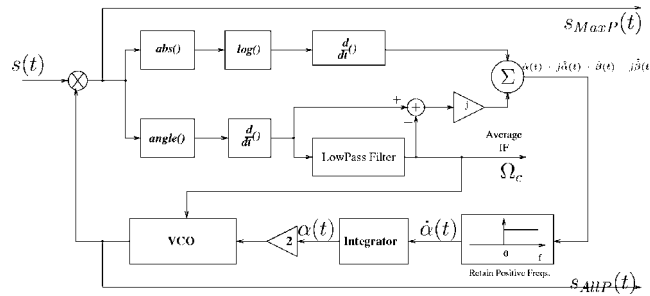 s_MaxP(t)
abs()
log()
d/dt()
s(t)
Σ
+
−
j
Average
IF
angle()
d/dt()
LowPass Filter
Ω_c
VCO
2
α(t)
Integrator
α̇(t)
0
f
Retain Positive Freqs.
s_AllP(t)